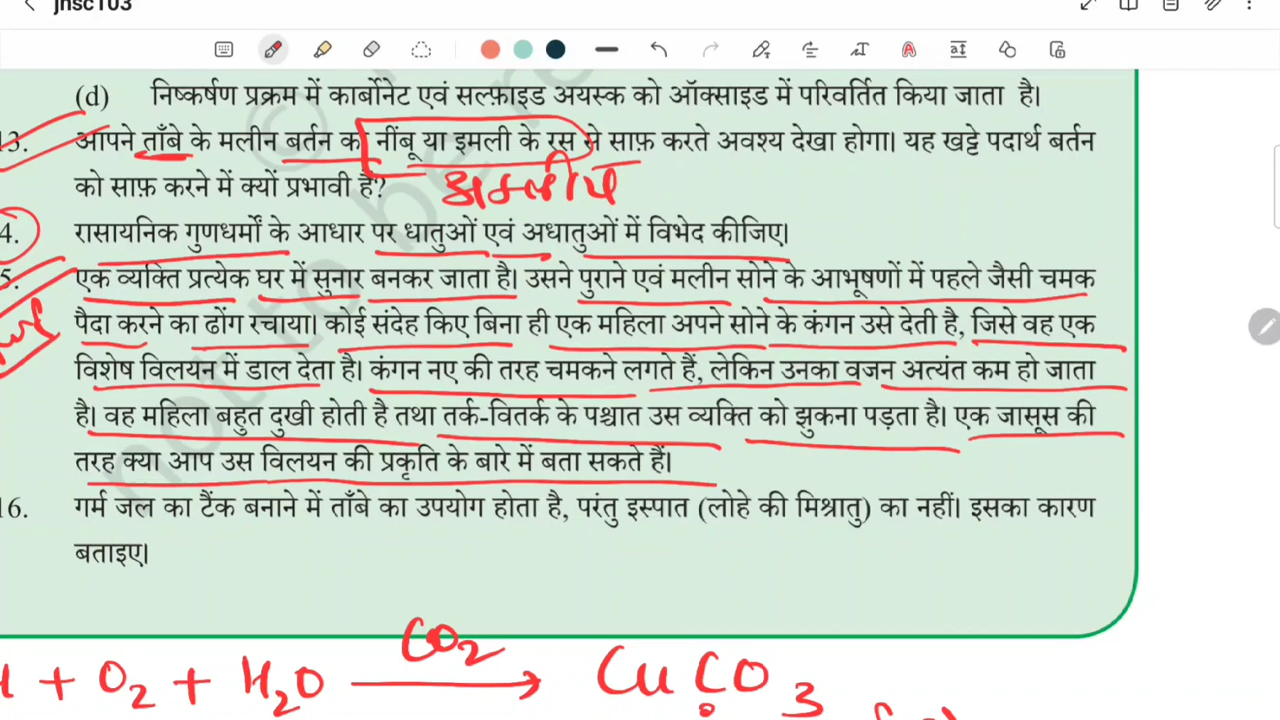 jhsc103
(d) निष्कर्षण प्रक्रम में कार्बोनेट एवं सल्फ़ाइड अयस्क को ऑक्साइड में परिवर्तित किया जाता है।
13. आपने ताँबे के मलीन बर्तन को नींबू या इमली के रस से साफ़ करते अवश्य देखा होगा। यह खट्टे पदार्थ बर्तन
को साफ़ करने में क्यों प्रभावी हैं?
अम्लीय
4. रासायनिक गुणधर्मों के आधार पर धातुओं एवं अधातुओं में विभेद कीजिए।
5. एक व्यक्ति प्रत्येक घर में सुनार बनकर जाता है। उसने पुराने एवं मलीन सोने के आभूषणों में पहले जैसी चमक
पैदा करने का ढोंग रचाया। कोई संदेह किए बिना ही एक महिला अपने सोने के कंगन उसे देती है, जिसे वह एक
विशेष विलयन में डाल देता है। कंगन नए की तरह चमकने लगते हैं, लेकिन उनका वजन अत्यंत कम हो जाता
है। वह महिला बहुत दुखी होती है तथा तर्क-वितर्क के पश्चात उस व्यक्ति को झुकना पड़ता है। एक जासूस की
तरह क्या आप उस विलयन की प्रकृति के बारे में बता सकते हैं।
16. गर्म जल का टैंक बनाने में ताँबे का उपयोग होता है, परंतु इस्पात (लोहे की मिश्रातु) का नहीं। इसका कारण
बताइए।
CO2
+ O2 + H2O → CuCO3